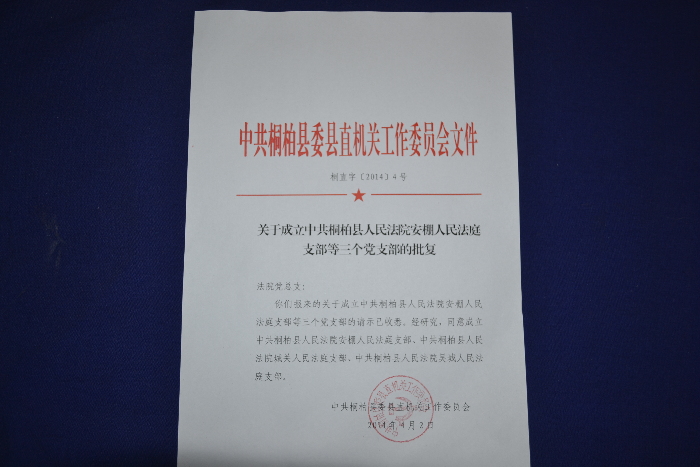 中共桐柏县委县直机关工作委员会文件
桐直字〔2014〕4号
关于成立中共桐柏县人民法院安棚人民法庭
支部等三个党支部的批复
法院党总支：
你们报来的关于成立中共桐柏县人民法院安棚人民
法庭支部等三个党支部的请示已收悉。经研究，同意成立
中共桐柏县人民法院安棚人民法庭支部、中共桐柏县人民
法院城关人民法庭支部、中共桐柏县人民法院吴城人民法
庭支部。
中共桐柏县委县直机关工作委员会
2014年4月2日